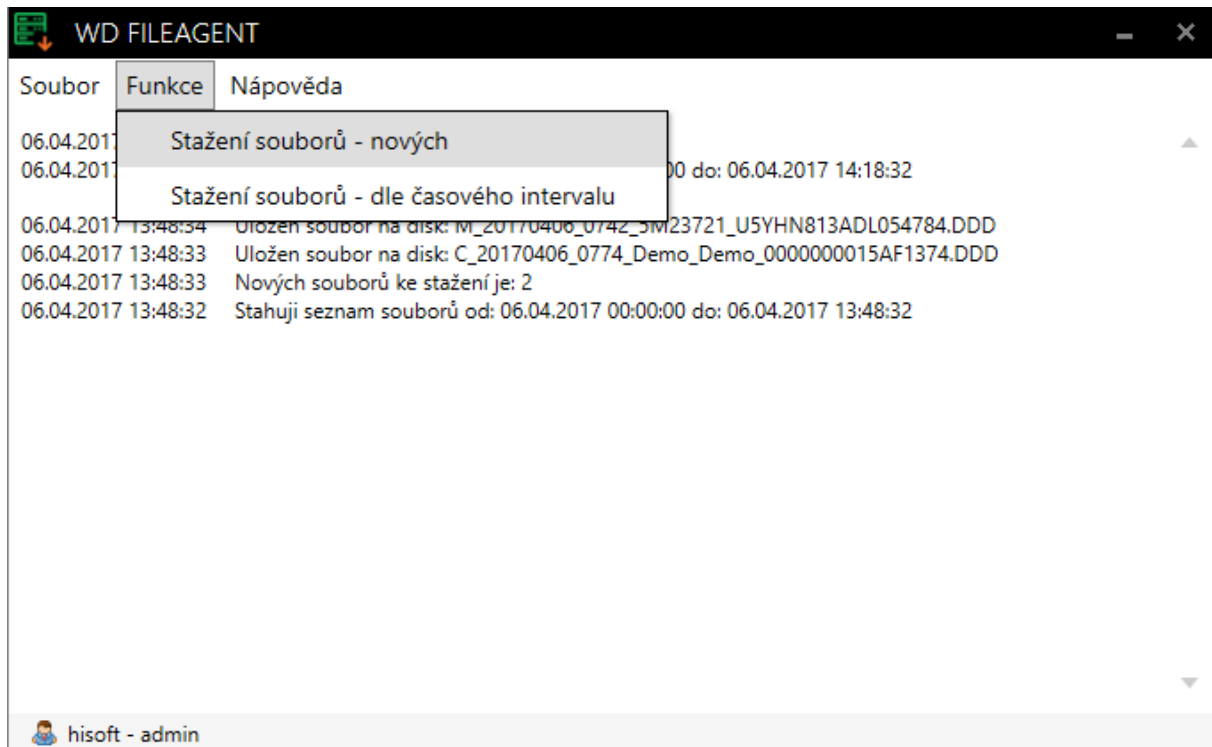 WD FILEAGENT
Soubor Funkce Nápověda
Stažení souborů - nových
Stažení souborů - dle časového intervalu
06.04.201
06.04.201 00 do: 06.04.2017 14:18:32
06.04.2017 13:48:34 Uložen soubor na disk: M_20170406_0742_5M23721_U5YHN813ADL054784.DDD
06.04.2017 13:48:33 Uložen soubor na disk: C_20170406_0774_Demo_Demo_0000000015AF1374.DDD
06.04.2017 13:48:33 Nových souborů ke stažení je: 2
06.04.2017 13:48:32 Stahuji seznam souborů od: 06.04.2017 00:00:00 do: 06.04.2017 13:48:32
hisoft - admin